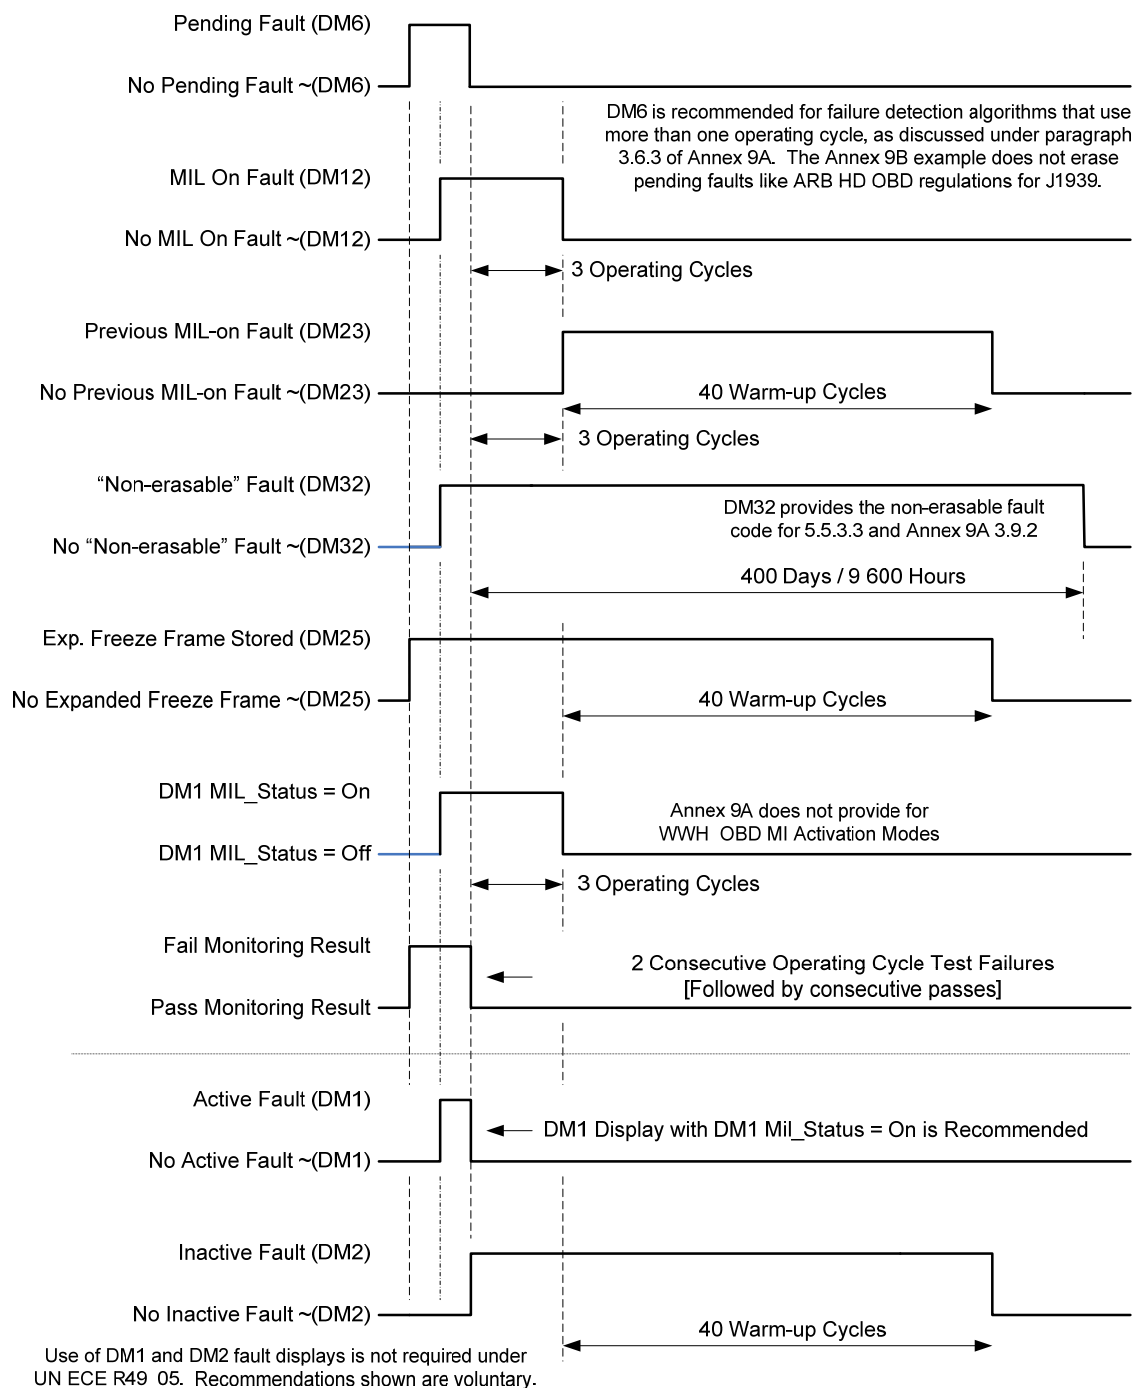 Pending Fault (DM6)
No Pending Fault ~(DM6)
DM6 is recommended for failure detection algorithms that use
more than one operating cycle, as discussed under paragraph
3.6.3 of Annex 9A. The Annex 9B example does not erase
pending faults like ARB HD OBD regulations for J1939.
MIL On Fault (DM12)
No MIL On Fault ~(DM12)
3 Operating Cycles
Previous MIL-on Fault (DM23)
No Previous MIL-on Fault ~(DM23)
40 Warm-up Cycles
3 Operating Cycles
“Non-erasable” Fault (DM32)
DM32 provides the non-erasable fault
code for 5.5.3.3 and Annex 9A 3.9.2
No “Non-erasable” Fault ~(DM32)
400 Days / 9 600 Hours
Exp. Freeze Frame Stored (DM25)
No Expanded Freeze Frame ~(DM25)
40 Warm-up Cycles
DM1 MIL_Status = On
Annex 9A does not provide for
WWH OBD MI Activation Modes
DM1 MIL_Status = Off
3 Operating Cycles
Fail Monitoring Result
2 Consecutive Operating Cycle Test Failures
[Followed by consecutive passes]
Pass Monitoring Result
Active Fault (DM1)
DM1 Display with DM1 Mil_Status = On is Recommended
No Active Fault ~(DM1)
Inactive Fault (DM2)
No Inactive Fault ~(DM2)
40 Warm-up Cycles
Use of DM1 and DM2 fault displays is not required under
UN ECE R49 05. Recommendations shown are voluntary.